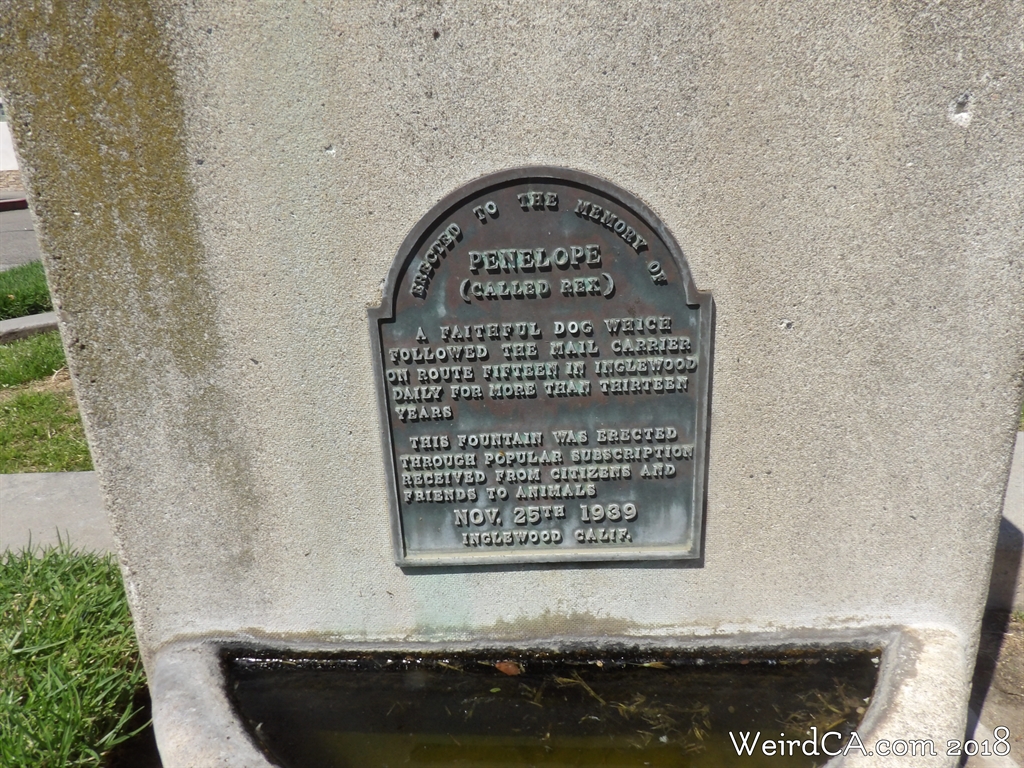 ERECTED TO THE MEMORY OF
PENELOPE
(CALLED REX)
A FAITHFUL DOG WHICH
FOLLOWED THE MAIL CARRIER
ON ROUTE FIFTEEN IN INGLEWOOD
DAILY FOR MORE THAN THIRTEEN
YEARS
THIS FOUNTAIN WAS ERECTED
THROUGH POPULAR SUBSCRIPTION
RECEIVED FROM CITIZENS AND
FRIENDS TO ANIMALS
NOV. 25TH 1939
INGLEWOOD CALIF.
WeirdCA.com 2018